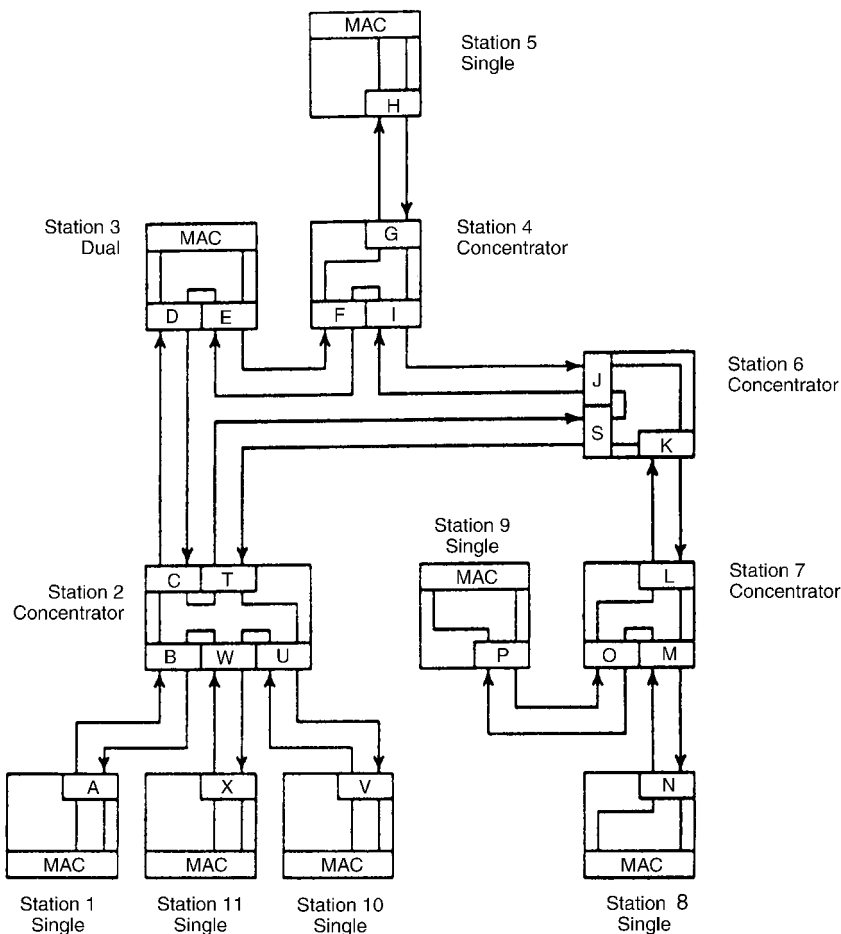 MAC
Station 5
Single
H
Station 3
Dual
MAC
G
Station 4
Concentrator
D
E
F
I
J
Station 6
Concentrator
S
K
Station 9
Single
MAC
Station 2
Concentrator
C
T
L
Station 7
Concentrator
B
W
U
P
O
M
A
X
V
N
MAC
MAC
MAC
MAC
Station 1
Single
Station 11
Single
Station 10
Single
Station 8
Single